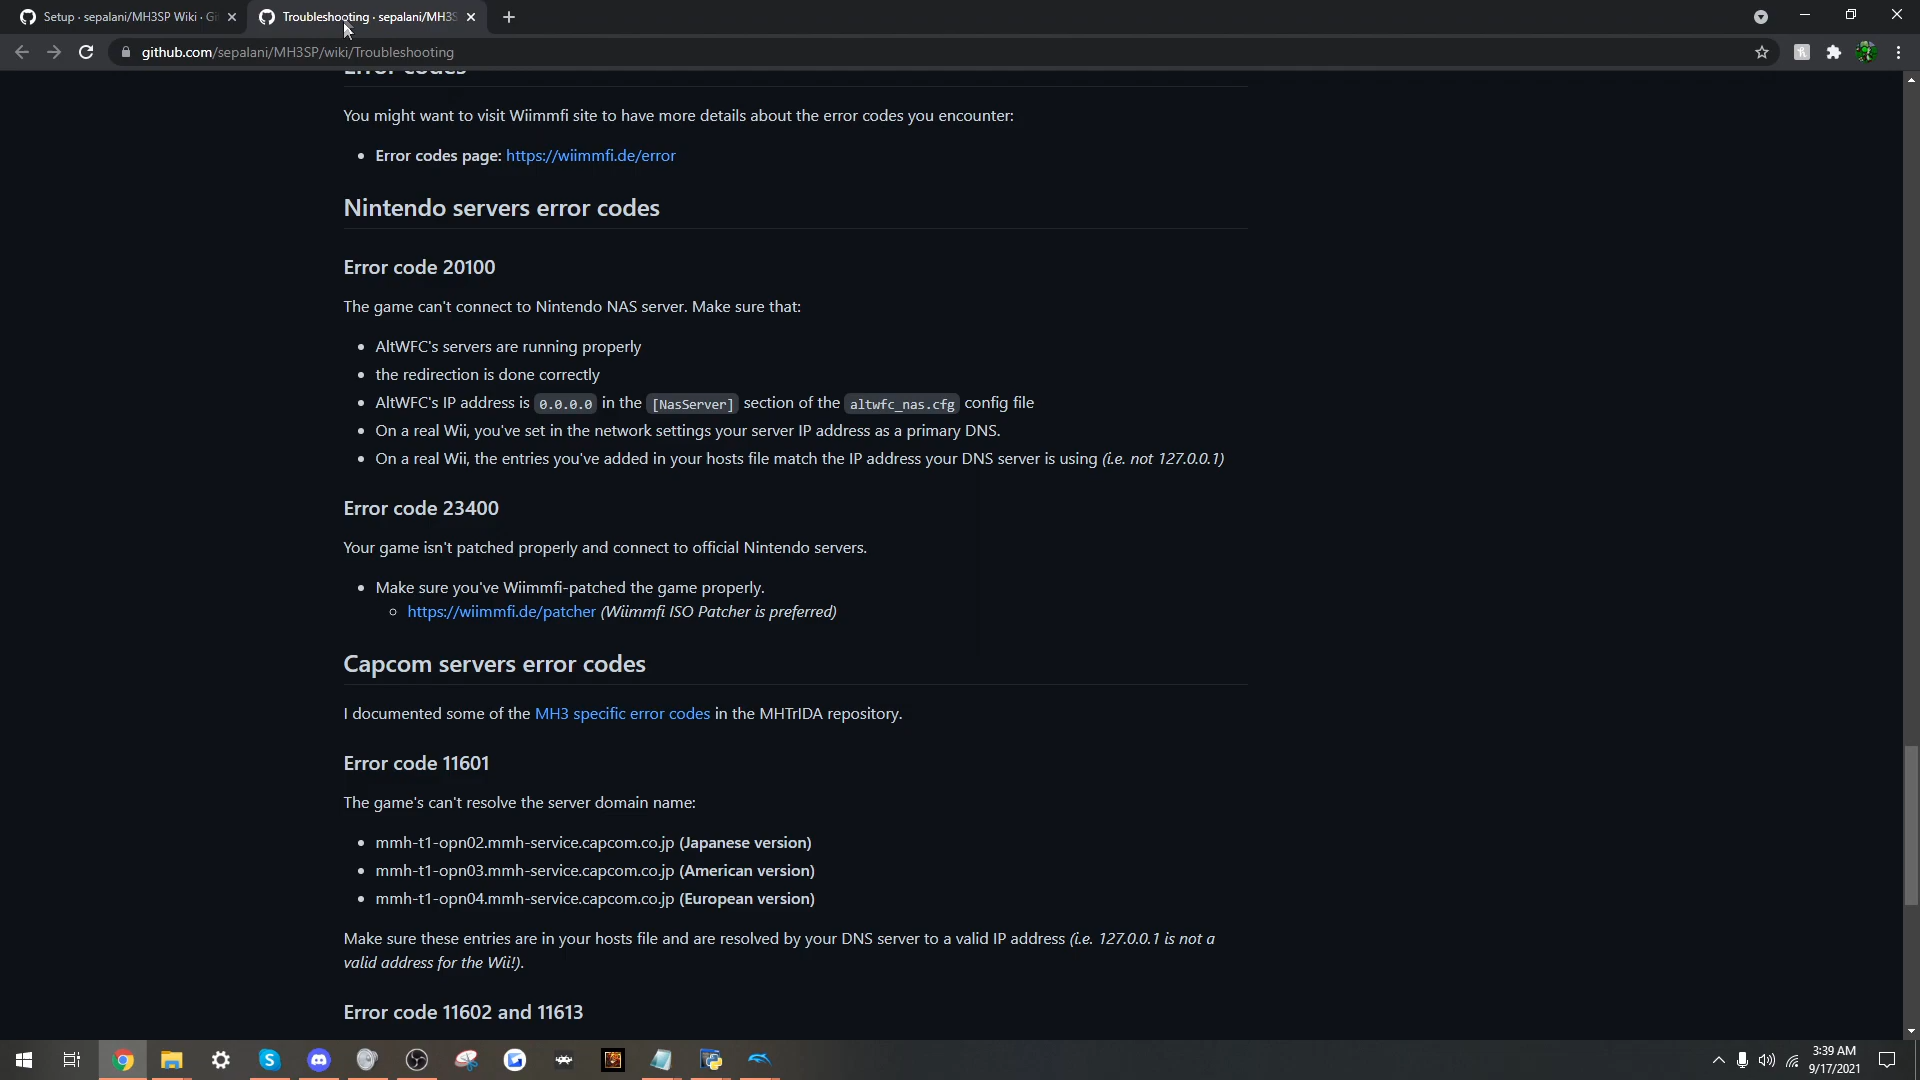 Setup · sepalani/MH3SP Wiki · Gi
Troubleshooting · sepalani/MH3S
github.com/sepalani/MH3SP/wiki/Troubleshooting
Error codes
You might want to visit Wiimmfi site to have more details about the error codes you encounter:
Error codes page: https://wiimmfi.de/error
Nintendo servers error codes
Error code 20100
The game can't connect to Nintendo NAS server. Make sure that:
AltWFC's servers are running properly
the redirection is done correctly
AltWFC's IP address is 0.0.0.0 in the [NasServer] section of the altwfc_nas.cfg config file
On a real Wii, you've set in the network settings your server IP address as a primary DNS.
On a real Wii, the entries you've added in your hosts file match the IP address your DNS server is using (i.e. not 127.0.0.1)
Error code 23400
Your game isn't patched properly and connect to official Nintendo servers.
Make sure you've Wiimmfi-patched the game properly.
https://wiimmfi.de/patcher (Wiimmfi ISO Patcher is preferred)
Capcom servers error codes
I documented some of the MH3 specific error codes in the MHTrIDA repository.
Error code 11601
The game's can't resolve the server domain name:
mmh-t1-opn02.mmh-service.capcom.co.jp (Japanese version)
mmh-t1-opn03.mmh-service.capcom.co.jp (American version)
mmh-t1-opn04.mmh-service.capcom.co.jp (European version)
Make sure these entries are in your hosts file and are resolved by your DNS server to a valid IP address (i.e. 127.0.0.1 is not a
valid address for the Wii!).
Error code 11602 and 11613
3:39 AM
9/17/2021